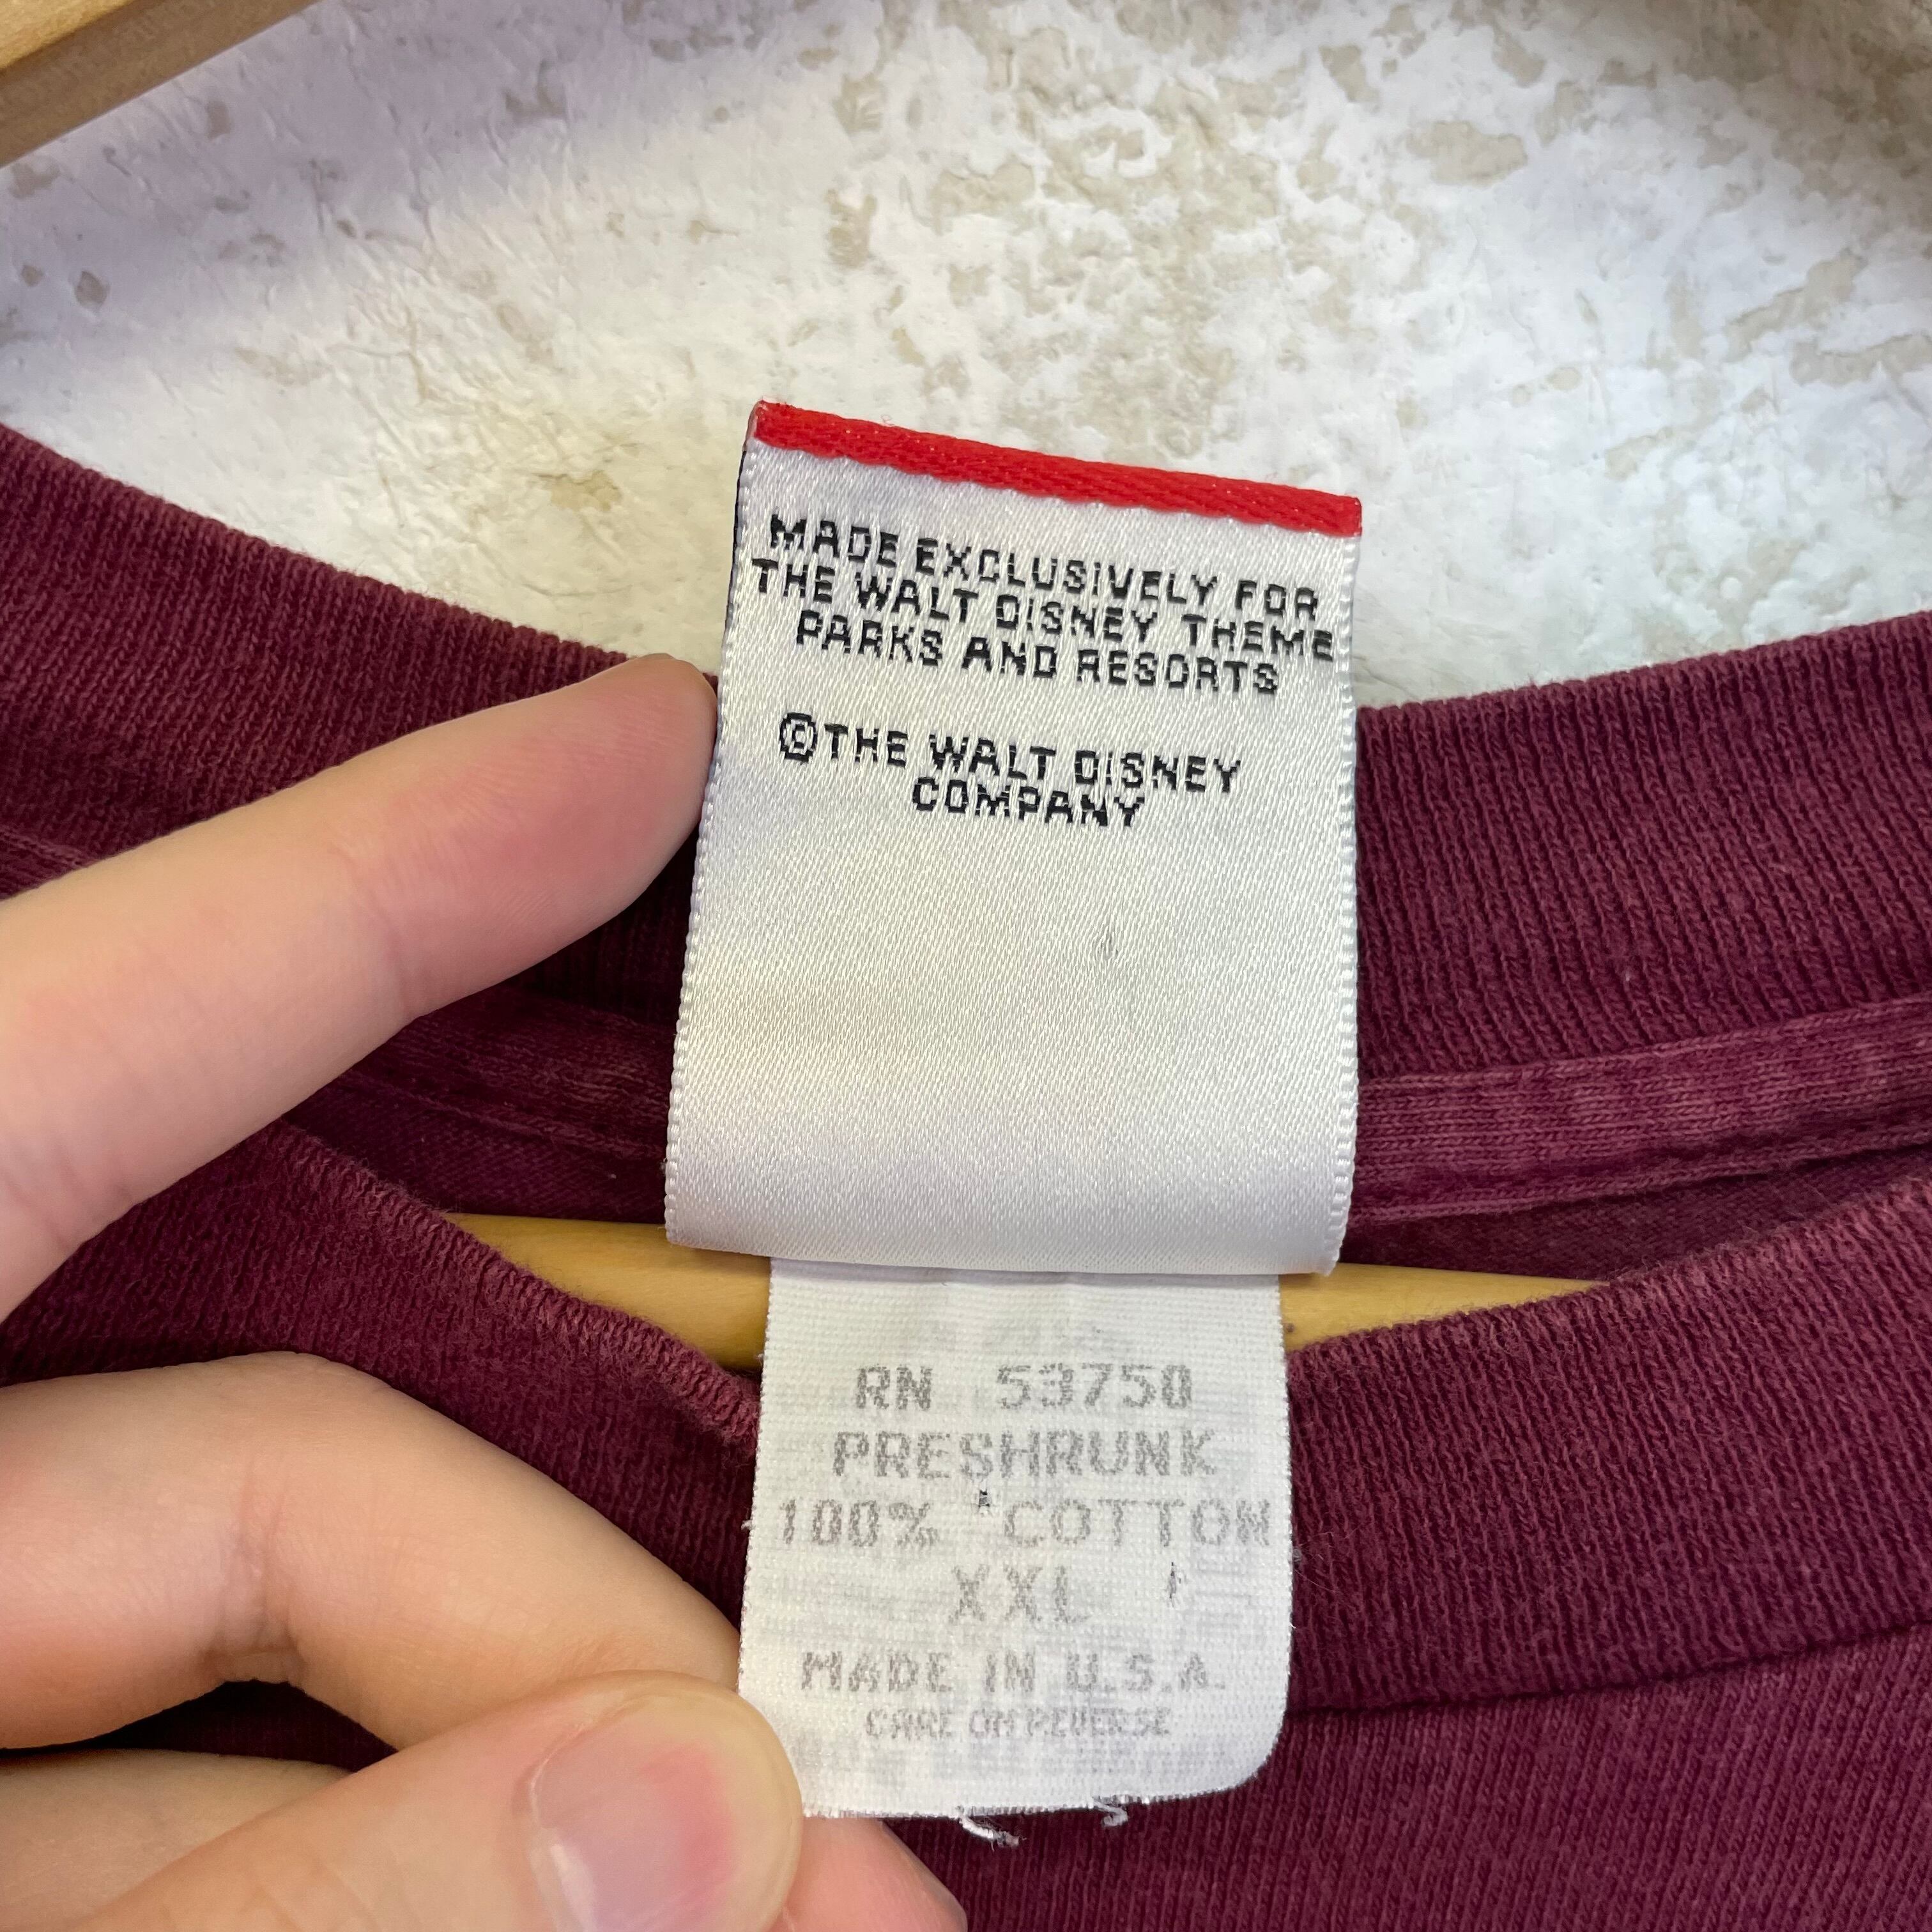 MADE EXCLUSIVELY FOR
THE WALT DISNEY THEME
PARKS AND RESORTS
©THE WALT DISNEY
COMPANY
RN 53750
PRESHRUNK
100% COTTON
XXL
MADE IN U.S.A.
CARE ON REVERSE